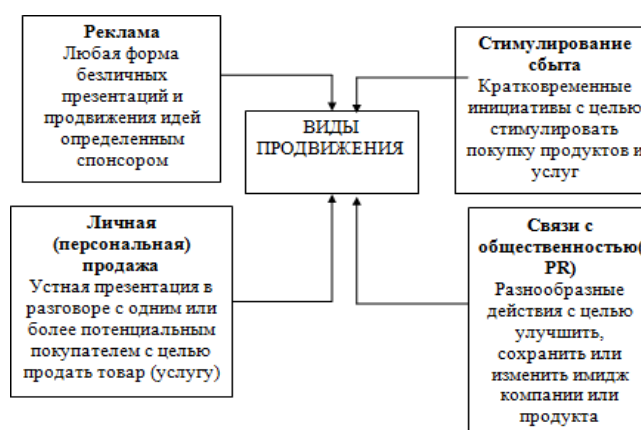 Реклама
Любая форма
безличных
презентаций и
продвижения идей
определенным
спонсором
ВИДЫ
ПРОДВИЖЕНИЯ
Стимулирование
сбыта
Кратковременные
инициативы с целью
стимулировать
покупку продуктов и
услуг
Личная
(персональная)
продажа
Устная презентация в
разговоре с одним или
более потенциальным
покупателем с целью
продать товар (услугу)
Связи с
общественностью(
PR)
Разнообразные
действия с целью
улучшить,
сохранить или
изменить имидж
компании или
продукта